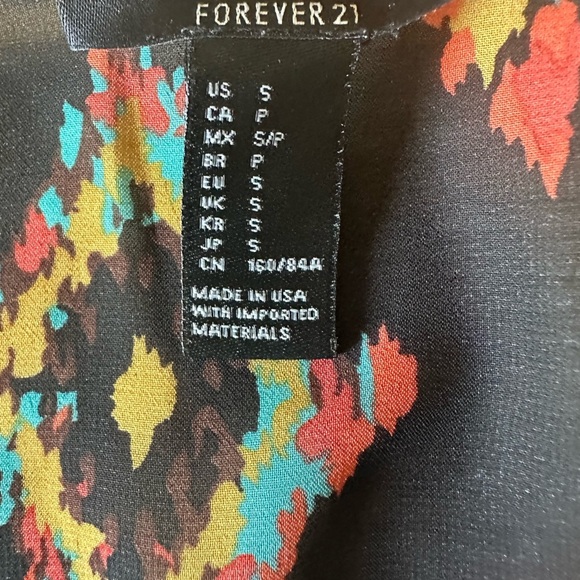 FOREVER 21
US S
CA P
MX S/P
BR P
EU S
UK S
KR S
JP S
CN 160/84A
MADE IN USA
WITH IMPORTED
MATERIALS